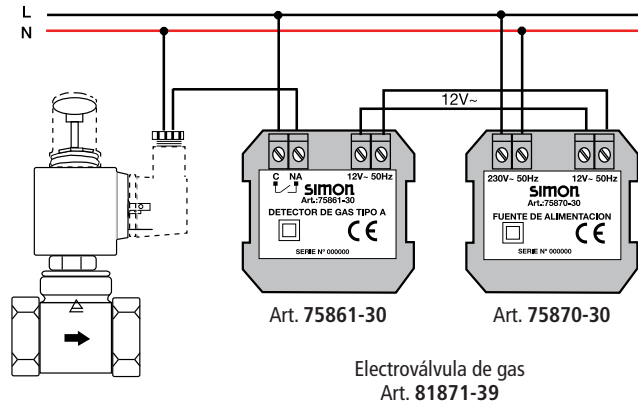 L
N
12V~
C NA 12V~ 50Hz
simon
Art.:75861-30
DETECTOR DE GAS TIPO A
CE
SERIE Nº 000000
230V~ 50Hz 12V~ 50Hz
simon
Art.:75870-30
FUENTE DE ALIMENTACION
CE
SERIE Nº 000000
Art. 75861-30
Art. 75870-30
Electroválvula de gas
Art. 81871-39